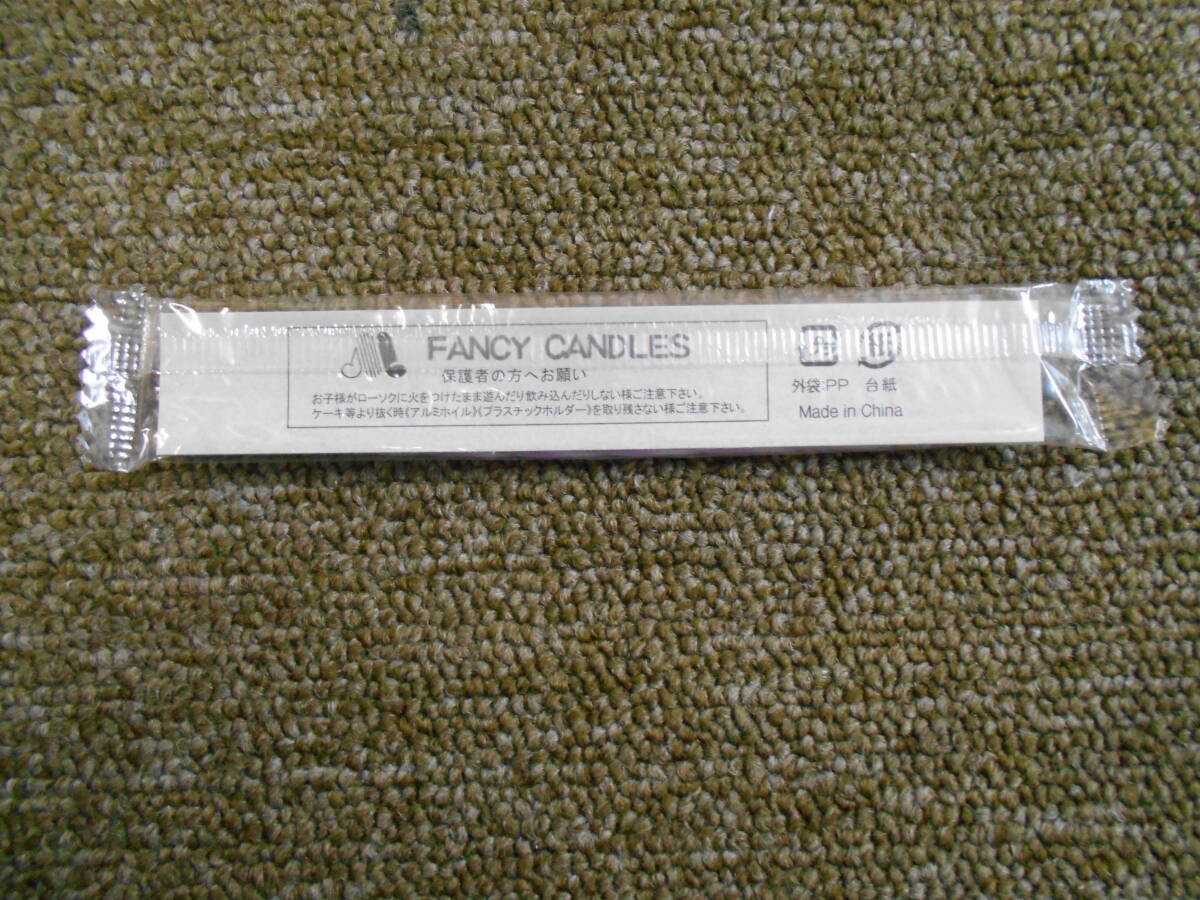 FANCY CANDLES
保護者の方へお願い
お子様がローソクに火をつけたまま遊んだり飲み込んだりしない様ご注意下さい。
ケーキ等より抜く時《アルミホイル》《プラスチックホルダー》を取り残さない様ご注意下さい。
プラ 紙
外袋:PP 台紙
Made in China